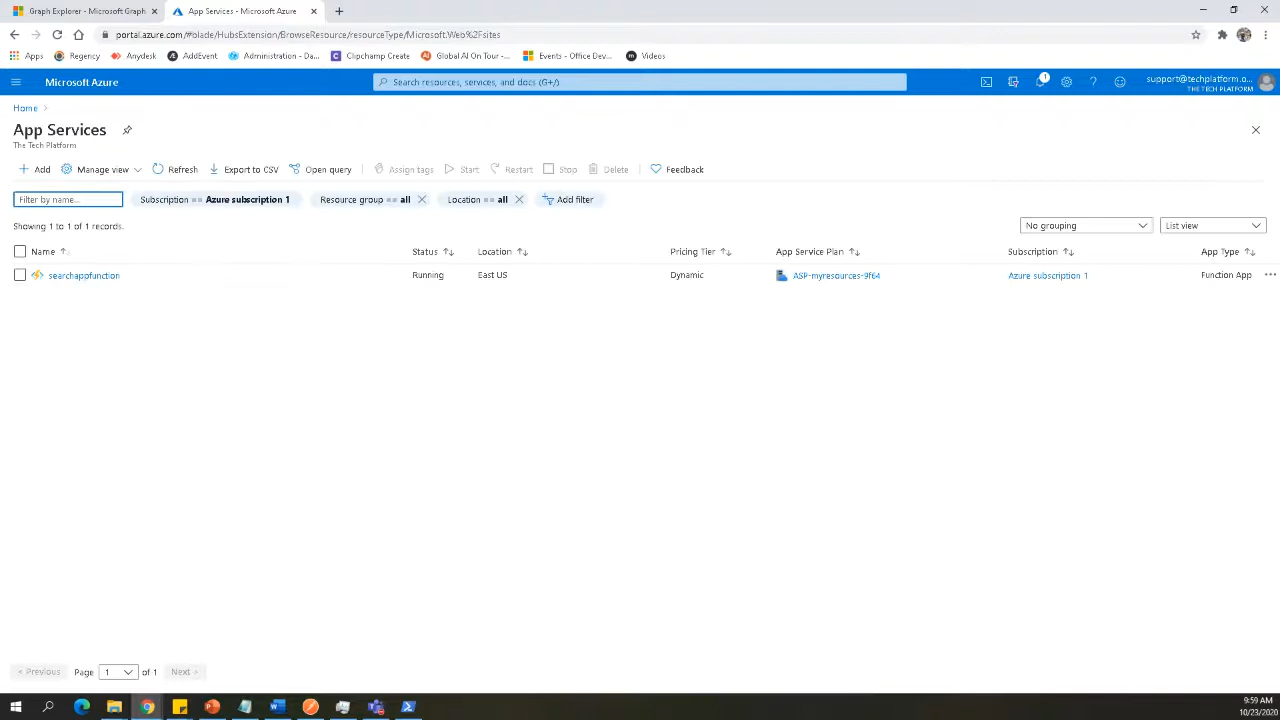 Graph Explorer - Microsoft Graph
App Services - Microsoft Azure
portal.azure.com/#blade/HubsExtension/BrowseResource/resourceType/Microsoft.Web%2Fsites
Apps Regency Anydesk AddEvent Administration - Da... Clipchamp Create Global AI On Tour -... Events - Office Dev... Videos
Microsoft Azure
Search resources, services, and docs (G+/)
1
support@techplatform.o...
THE TECH PLATFORM
Home
App Services
The Tech Platform
Add Manage view Refresh Export to CSV Open query Assign tags Start Restart Stop Delete Feedback
Filter by name... Subscription == Azure subscription 1 Resource group == all Location == all Add filter
Showing 1 to 1 of 1 records. No grouping List view
Name Status Location Pricing Tier App Service Plan Subscription App Type
searchappfunction Running East US Dynamic ASP-myresources-9f64 Azure subscription 1 Function App
< Previous Page 1 of 1 Next >
9:59 AM
10/23/2020